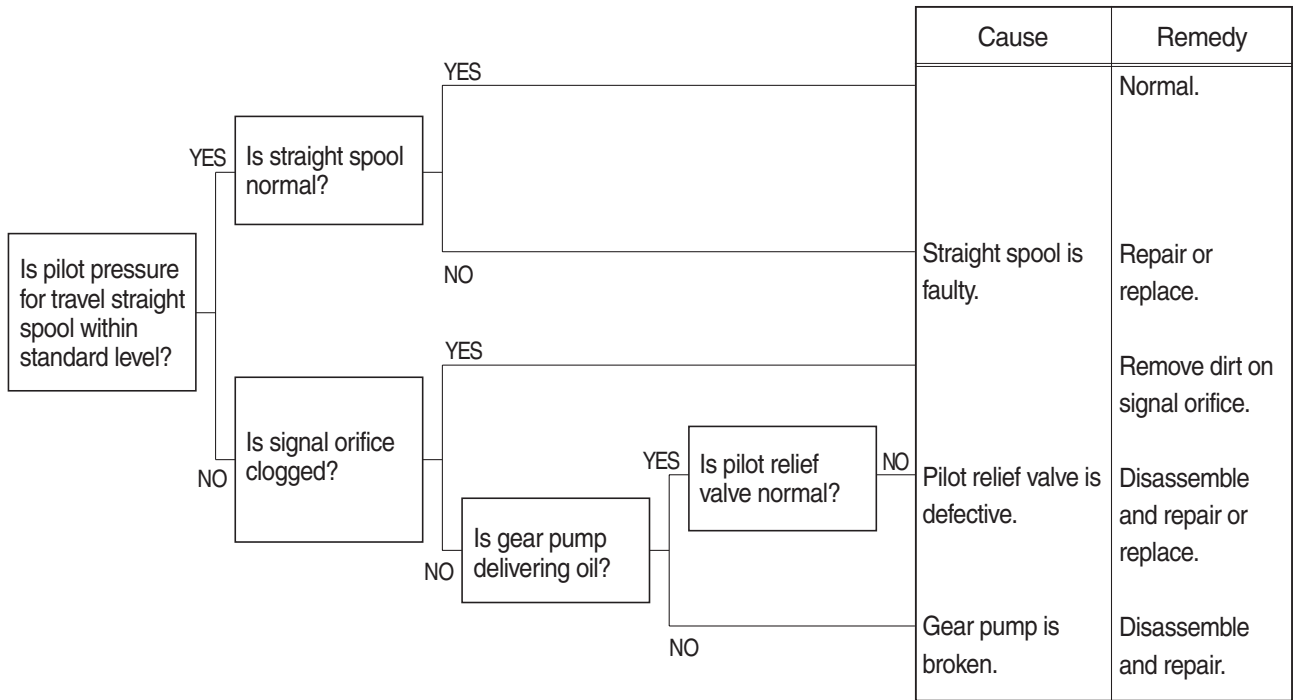 Cause
Remedy
YES
Normal.
YES
Is straight spool
normal?
Is pilot pressure
for travel straight
spool within
standard level?
NO
Straight spool is
faulty.
Repair or
replace.
YES
Remove dirt on
signal orifice.
NO
Is signal orifice
clogged?
YES
Is pilot relief
valve normal?
NO
Pilot relief valve is
defective.
Disassemble
and repair or
replace.
NO
Is gear pump
delivering oil?
NO
Gear pump is
broken.
Disassemble
and repair.